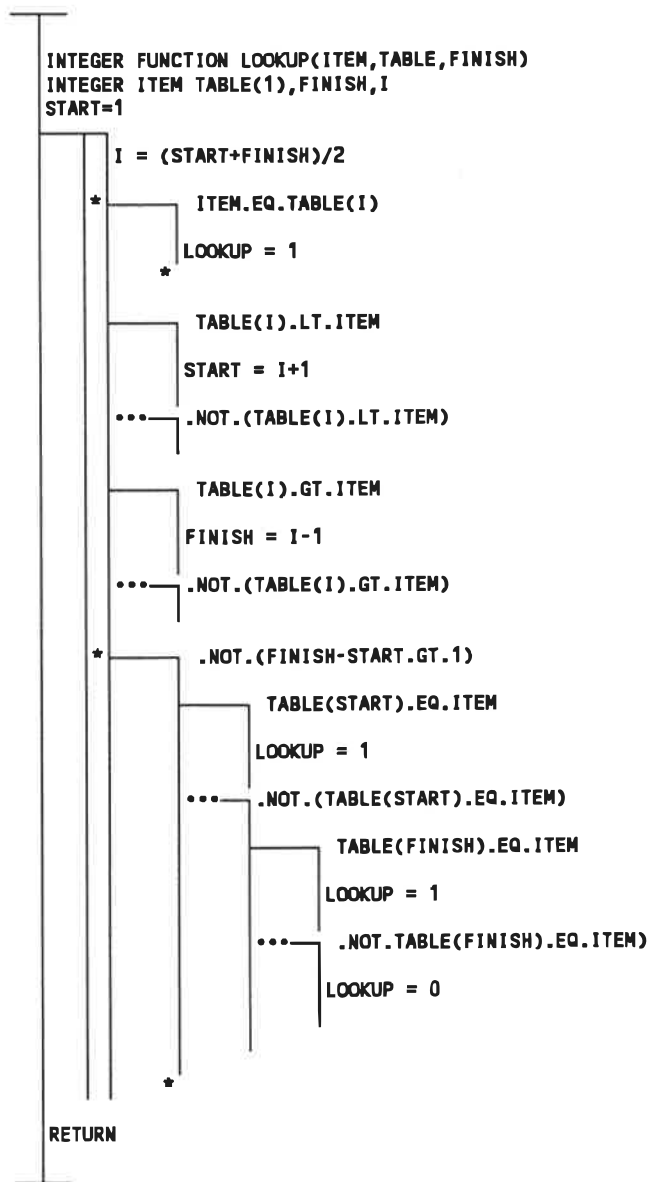 INTEGER FUNCTION LOOKUP(ITEM,TABLE,FINISH)
INTEGER ITEM TABLE(1),FINISH,I
START=1
I = (START+FINISH)/2
* ITEM.EQ.TABLE(I)
LOOKUP = 1
*
TABLE(I).LT.ITEM
START = I+1
••• .NOT.(TABLE(I).LT.ITEM)
TABLE(I).GT.ITEM
FINISH = I-1
••• .NOT.(TABLE(I).GT.ITEM)
* .NOT.(FINISH-START.GT.1)
TABLE(START).EQ.ITEM
LOOKUP = 1
••• .NOT.(TABLE(START).EQ.ITEM)
TABLE(FINISH).EQ.ITEM
LOOKUP = 1
••• .NOT.TABLE(FINISH).EQ.ITEM)
LOOKUP = 0
*
RETURN